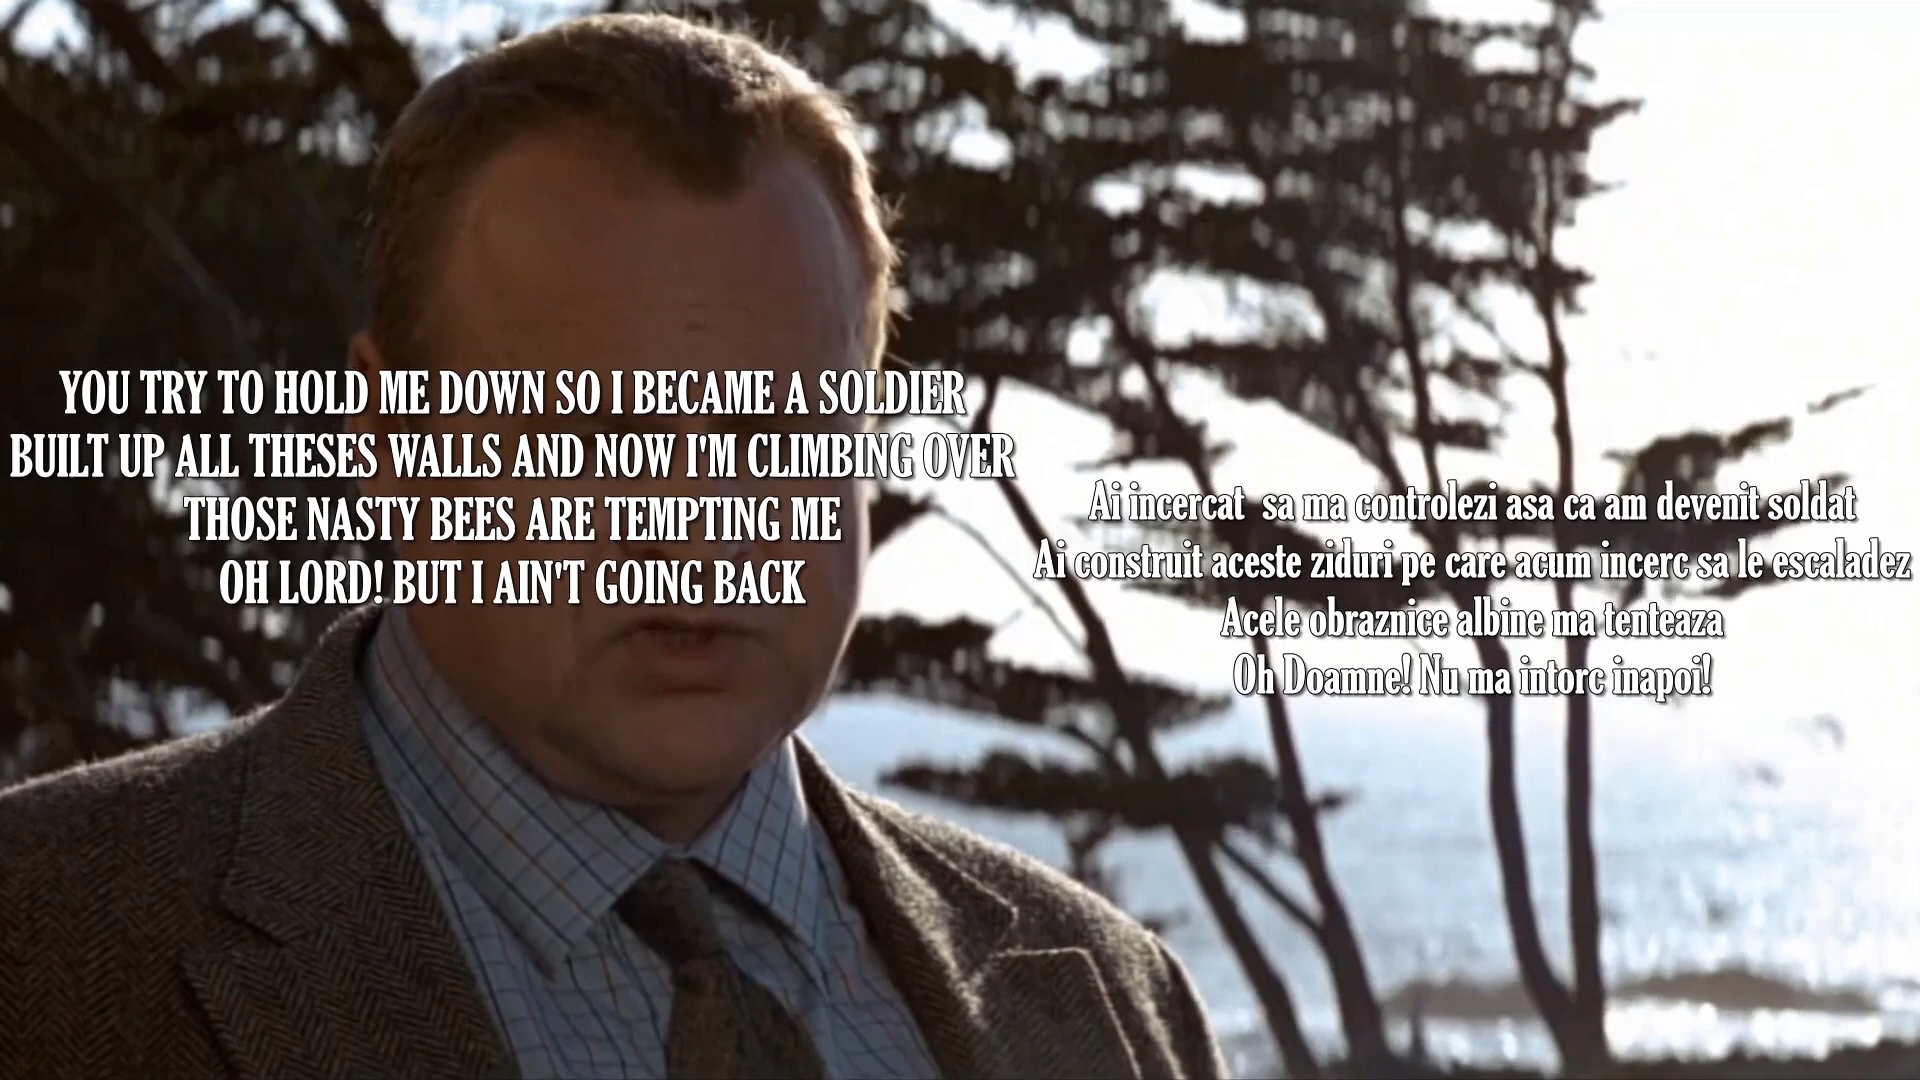 YOU TRY TO HOLD ME DOWN SO I BECAME A SOLDIER
BUILT UP ALL THESES WALLS AND NOW I'M CLIMBING OVER
THOSE NASTY BEES ARE TEMPTING ME
OH LORD! BUT I AIN'T GOING BACK
Ai incercat  sa ma controlezi asa ca am devenit soldat
Ai construit aceste ziduri pe care acum incerc sa le escaladez
Acele obraznice albine ma tenteaza
Oh Doamne! Nu ma intorc inapoi!